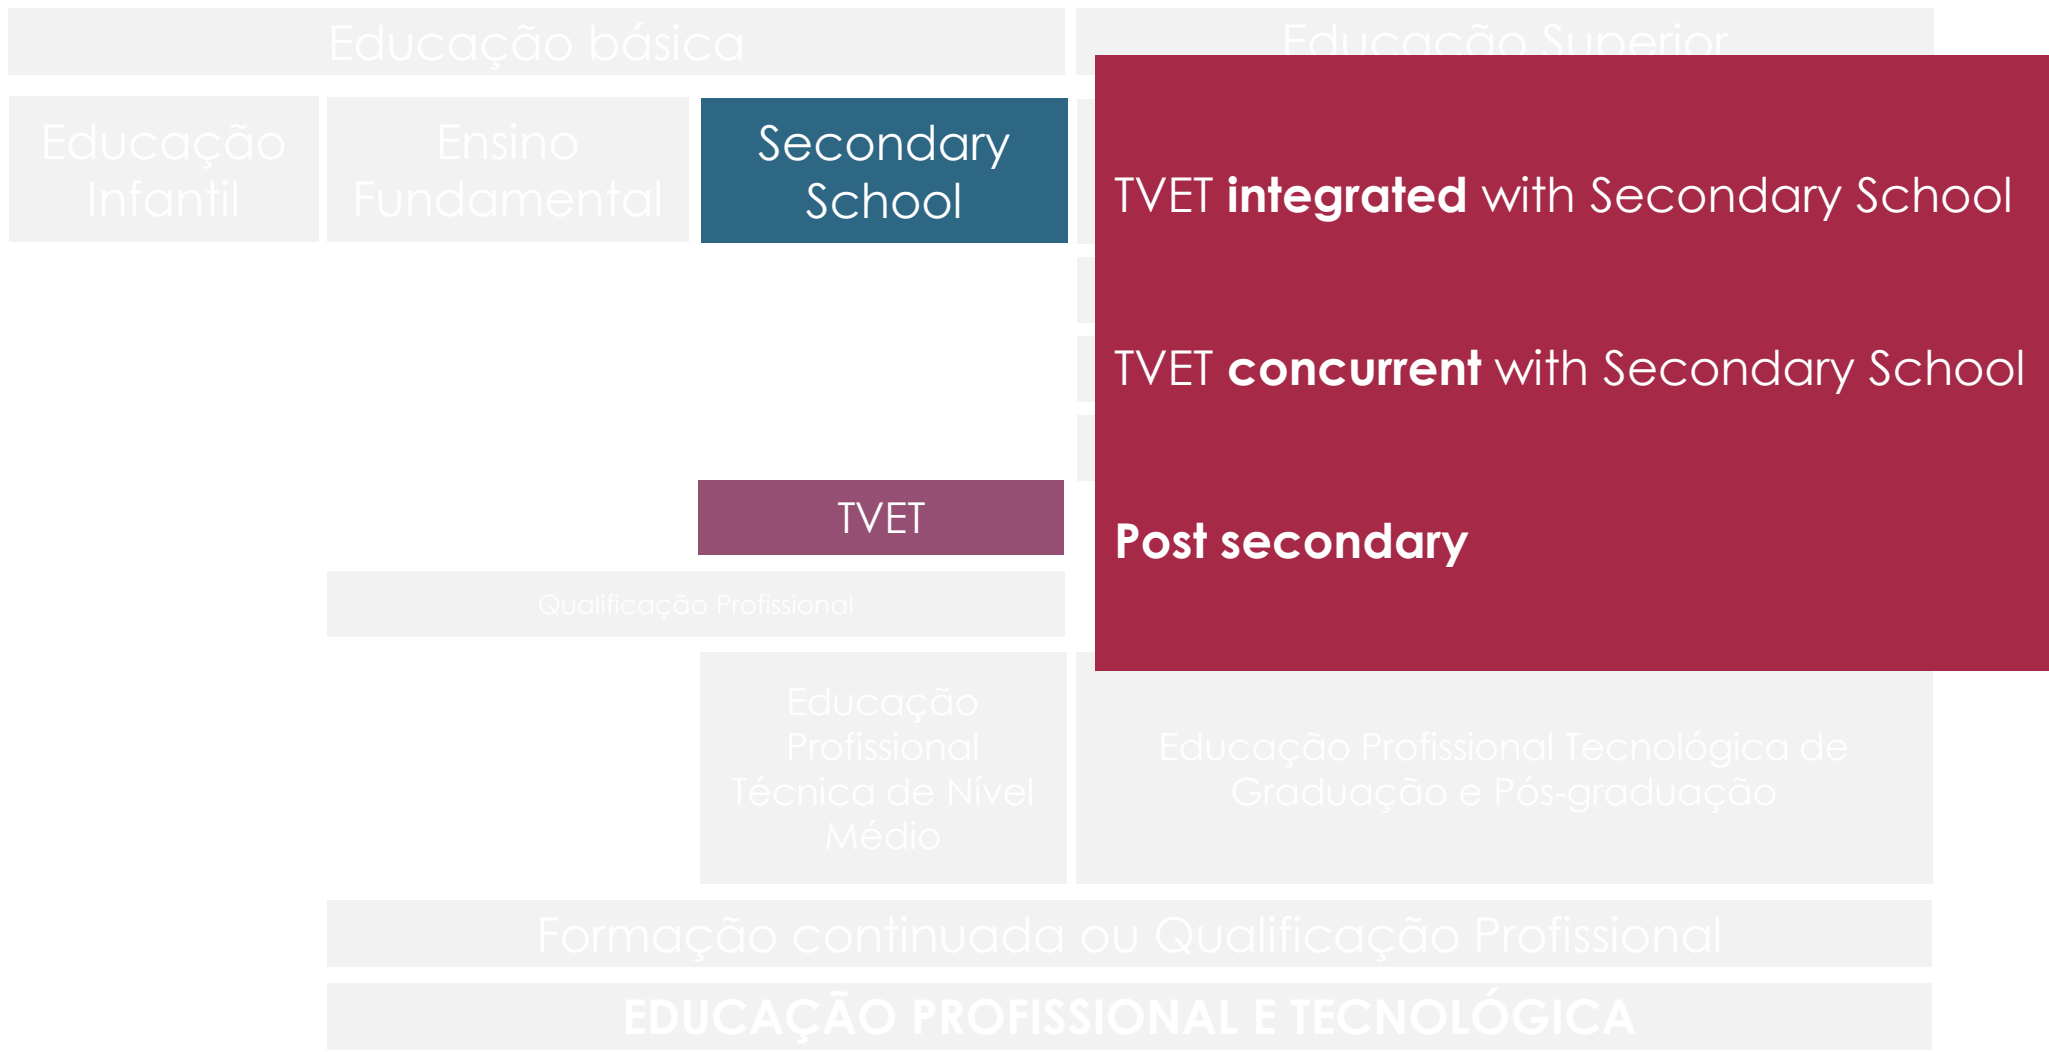 Educação básica
Educação Superior
Educação
Infantil
Ensino
Fundamental
Secondary
School
TVET integrated with Secondary School
TVET concurrent with Secondary School
Post secondary
TVET
Qualificação Profissional
Educação
Profissional
Técnica de Nível
Médio
Educação Profissional Tecnológica de
Graduação e Pós-graduação
Formação continuada ou Qualificação Profissional
EDUCAÇÃO PROFISSIONAL E TECNOLÓGICA